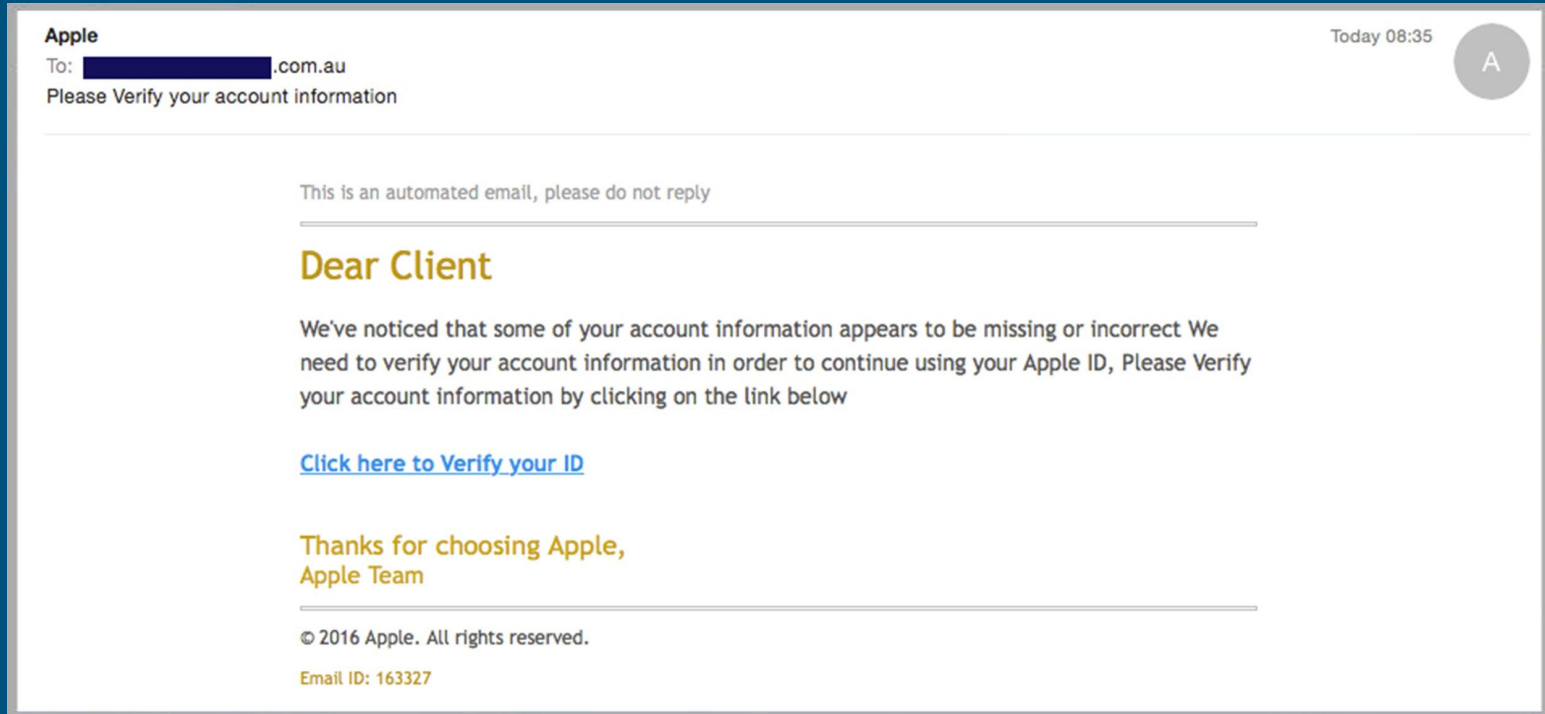 Apple
Today 08:35
A
To: .com.au
Please Verify your account information
This is an automated email, please do not reply
Dear Client
We've noticed that some of your account information appears to be missing or incorrect We
need to verify your account information in order to continue using your Apple ID, Please Verify
your account information by clicking on the link below
Click here to Verify your ID
Thanks for choosing Apple,
Apple Team
© 2016 Apple. All rights reserved.
Email ID: 163327